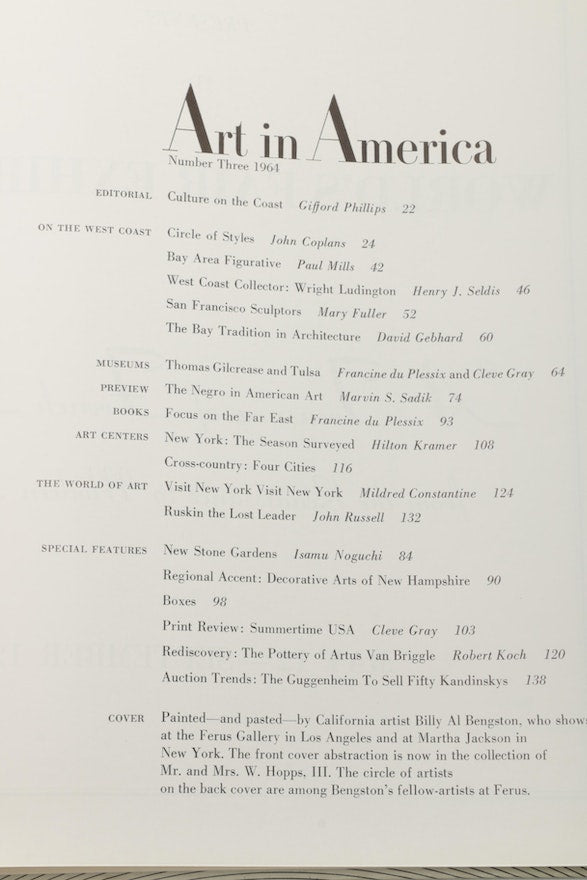 Art in America
Number Three 1964
EDITORIAL Culture on the Coast Gifford Phillips 22
ON THE WEST COAST Circle of Styles John Coplans 24
Bay Area Figurative Paul Mills 42
West Coast Collector: Wright Ludington Henry J. Seldis 46
San Francisco Sculptors Mary Fuller 52
The Bay Tradition in Architecture David Gebhard 60
MUSEUMS Thomas Gilcrease and Tulsa Francine du Plessix and Cleve Gray 64
PREVIEW The Negro in American Art Marvin S. Sadik 74
BOOKS Focus on the Far East Francine du Plessix 93
ART CENTERS New York: The Season Surveyed Hilton Kramer 108
Cross-country: Four Cities 116
THE WORLD OF ART Visit New York Visit New York Mildred Constantine 124
Ruskin the Lost Leader John Russell 132
SPECIAL FEATURES New Stone Gardens Isamu Noguchi 84
Regional Accent: Decorative Arts of New Hampshire 90
Boxes 98
Print Review: Summertime USA Cleve Gray 103
Rediscovery: The Pottery of Artus Van Briggle Robert Koch 120
Auction Trends: The Guggenheim To Sell Fifty Kandinskys 138
COVER Painted—and pasted—by California artist Billy Al Bengston, who shows
at the Ferus Gallery in Los Angeles and at Martha Jackson in
New York. The front cover abstraction is now in the collection of
Mr. and Mrs. W. Hopps, III. The circle of artists
on the back cover are among Bengston's fellow-artists at Ferus.